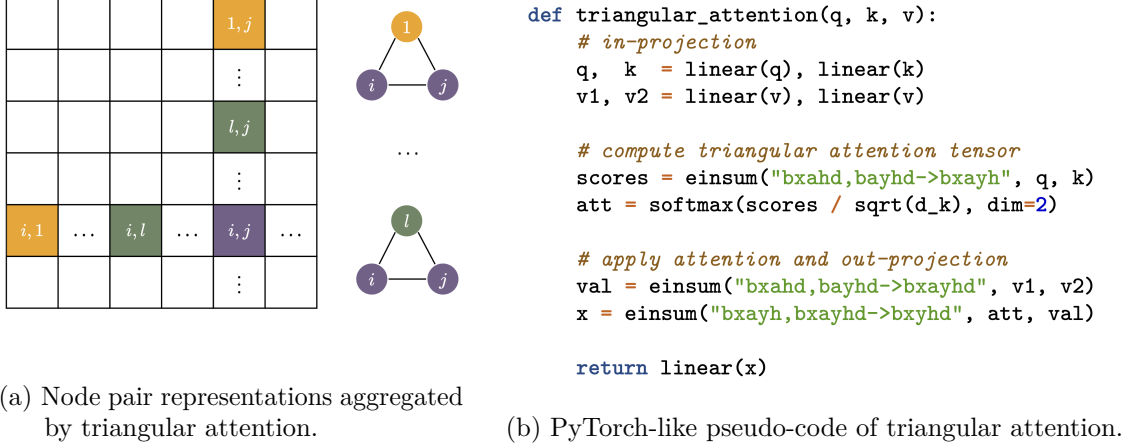 1, j
⋮
l, j
⋮
i, 1 ... i, l ... i, j ...
⋮
1
i j
...
l
i j
(a) Node pair representations aggregated
by triangular attention.
def triangular_attention(q, k, v):
    # in-projection
    q,  k  = linear(q), linear(k)
    v1, v2 = linear(v), linear(v)

    # compute triangular attention tensor
    scores = einsum("bxahd,bayhd->bxayh", q, k)
    att = softmax(scores / sqrt(d_k), dim=2)

    # apply attention and out-projection
    val = einsum("bxahd,bayhd->bxayhd", v1, v2)
    x = einsum("bxayh,bxayhd->bxyhd", att, val)

    return linear(x)
(b) PyTorch-like pseudo-code of triangular attention.